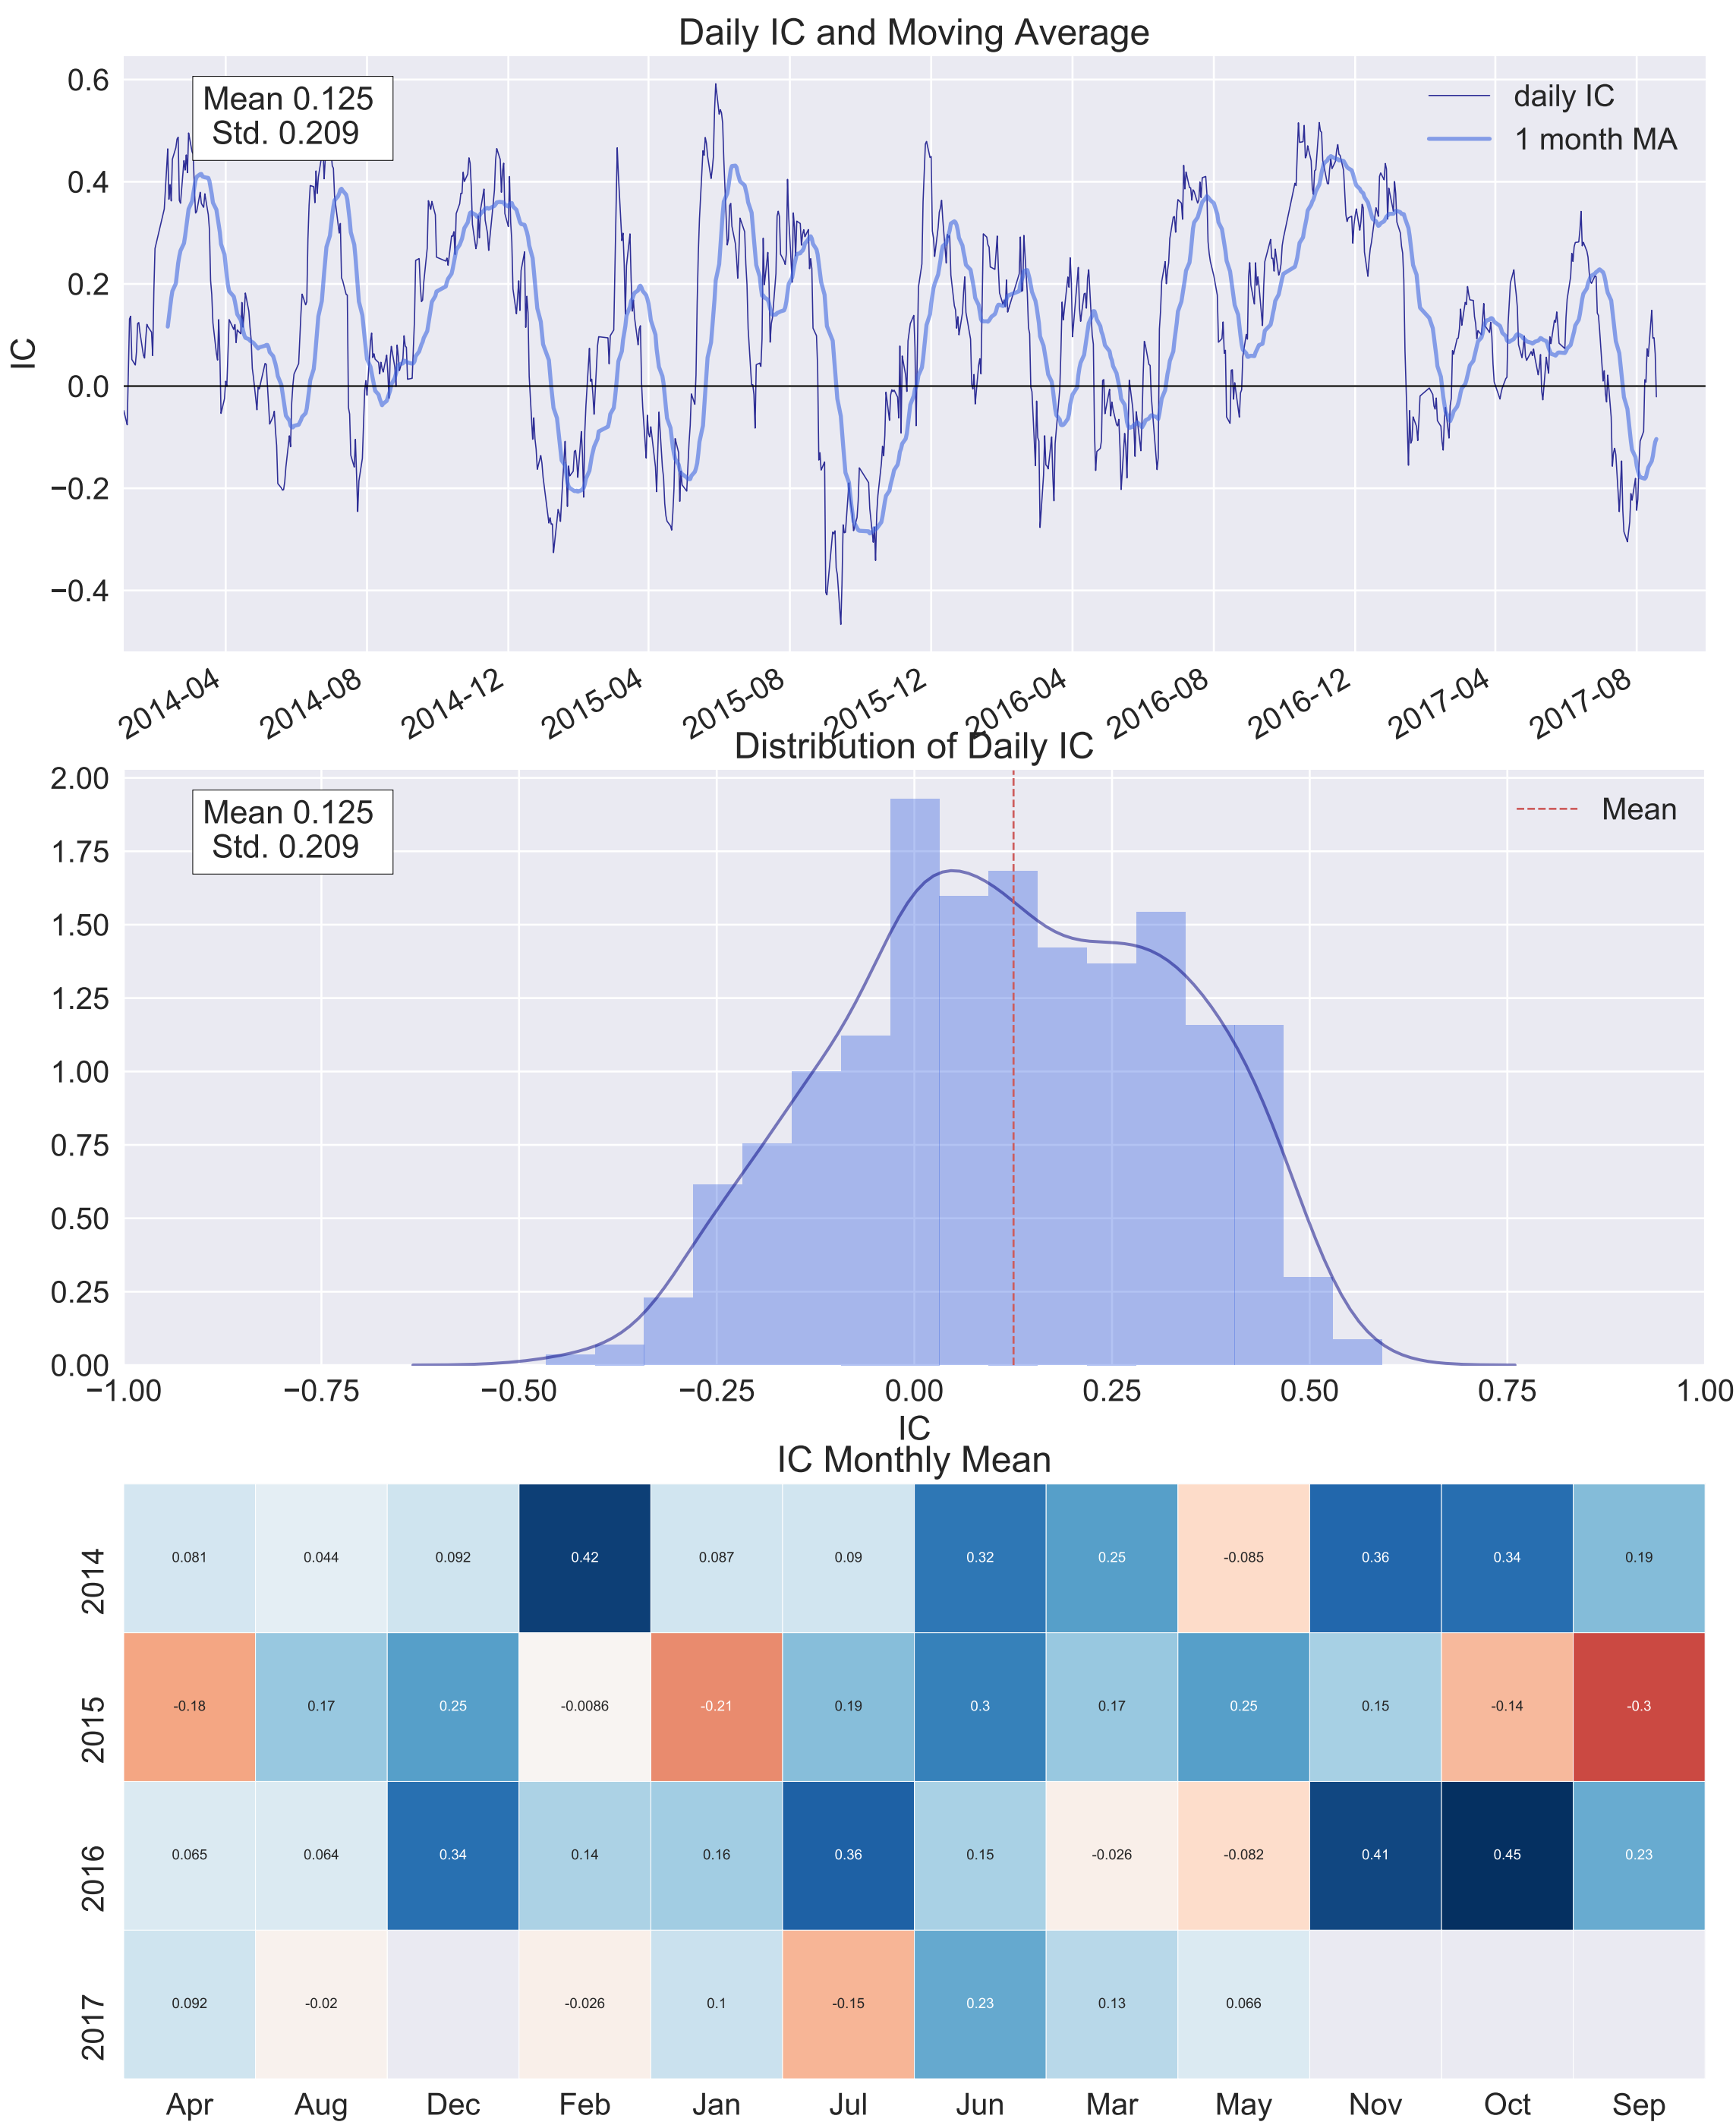 Daily IC and Moving Average
Mean 0.125
Std. 0.209
daily IC
1 month MA
IC
0.6
0.4
0.2
0.0
−0.2
−0.4
2014-04 2014-08 2014-12 2015-04 2015-08 2015-12 2016-04 2016-08 2016-12 2017-04 2017-08
Distribution of Daily IC
Mean 0.125
Std. 0.209
Mean
2.00
1.75
1.50
1.25
1.00
0.75
0.50
0.25
0.00
−1.00 −0.75 −0.50 −0.25 0.00 0.25 0.50 0.75 1.00
IC
IC Monthly Mean
2014 0.081 0.044 0.092 0.42 0.087 0.09 0.32 0.25 -0.085 0.36 0.34 0.19
2015 -0.18 0.17 0.25 -0.0086 -0.21 0.19 0.3 0.17 0.25 0.15 -0.14 -0.3
2016 0.065 0.064 0.34 0.14 0.16 0.36 0.15 -0.026 -0.082 0.41 0.45 0.23
2017 0.092 -0.02 -0.026 0.1 -0.15 0.23 0.13 0.066
Apr Aug Dec Feb Jan Jul Jun Mar May Nov Oct Sep